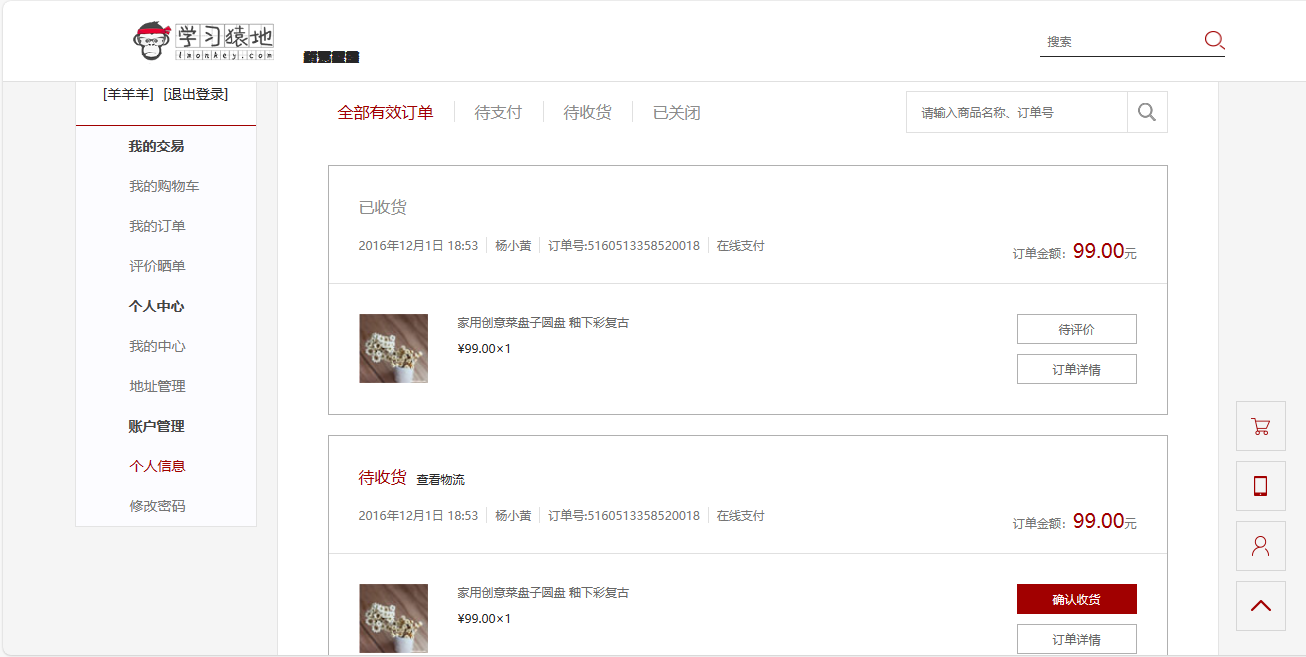 学习猿地
lmonkey.com
搜索
[羊羊羊] [退出登录]
我的交易
我的购物车
我的订单
评价晒单
个人中心
我的中心
地址管理
账户管理
个人信息
修改密码
全部有效订单 待支付 待收货 已关闭
请输入商品名称、订单号
已收货
2016年12月1日 18:53 杨小黄 订单号:5160513358520018 在线支付
订单金额：99.00元
家用创意菜盘子圆盘 釉下彩复古
¥99.00×1
待评价
订单详情
待收货 查看物流
2016年12月1日 18:53 杨小黄 订单号:5160513358520018 在线支付
订单金额：99.00元
家用创意菜盘子圆盘 釉下彩复古
¥99.00×1
确认收货
订单详情